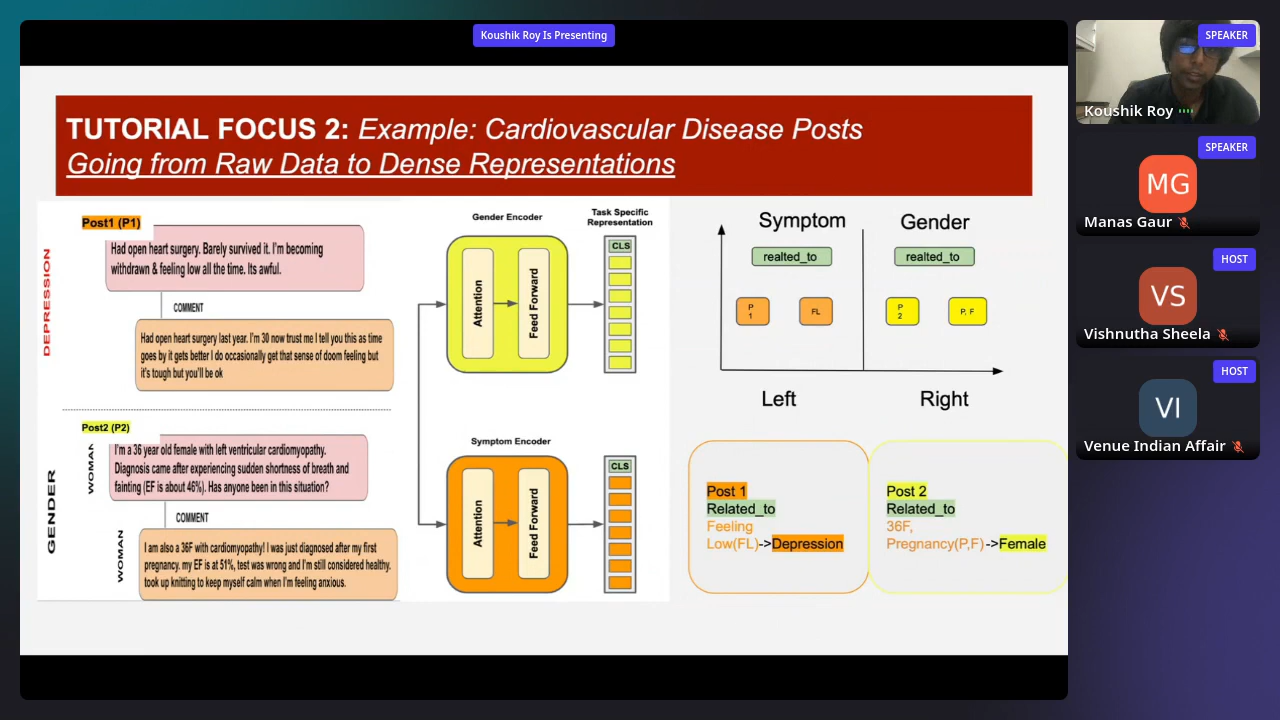 Koushik Roy Is Presenting
TUTORIAL FOCUS 2: Example: Cardiovascular Disease Posts
Going from Raw Data to Dense Representations
DEPRESSION
Post1 (P1)
Had open heart surgery. Barely survived it. I'm becoming
withdrawn & feeling low all the time. Its awful.
COMMENT
Had open heart surgery last year. I'm 30 now trust me I tell you this as time
goes by it gets better I do occasionally get that sense of doom feeling but
it's tough but you'll be ok
GENDER
Post2 (P2)
WOMAN
I'm a 36 year old female with left ventricular cardiomyopathy.
Diagnosis came after experiencing sudden shortness of breath and
fainting (EF is about 46%). Has anyone been in this situation?
COMMENT
WOMAN
I am also a 36F with cardiomyopathy! I was just diagnosed after my first
pregnancy. my EF is at 51%, test was wrong and I'm still considered healthy.
took up knitting to keep myself calm when I'm feeling anxious.
Gender Encoder
Attention
Feed Forward
Task Specific
Representation
CLS
Symptom Encoder
Attention
Feed Forward
CLS
Symptom
Gender
realted_to
realted_to
P
1
FL
P
2
P, F
Left
Right
Post 1
Related_to
Feeling
Low(FL)->Depression
Post 2
Related_to
36F,
Pregnancy(P,F)->Female
SPEAKER
Koushik Roy
SPEAKER
MG
Manas Gaur
HOST
VS
Vishnutha Sheela
HOST
VI
Venue Indian Affair